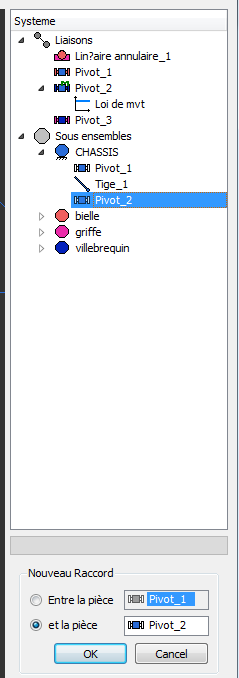 Systeme
Liaisons
Lin?aire annulaire_1
Pivot_1
Pivot_2
Loi de mvt
Pivot_3
Sous ensembles
CHASSIS
Pivot_1
Tige_1
Pivot_2
bielle
griffe
villebrequin
Nouveau Raccord
Entre la pièce Pivot_1
et la pièce Pivot_2
OK Cancel